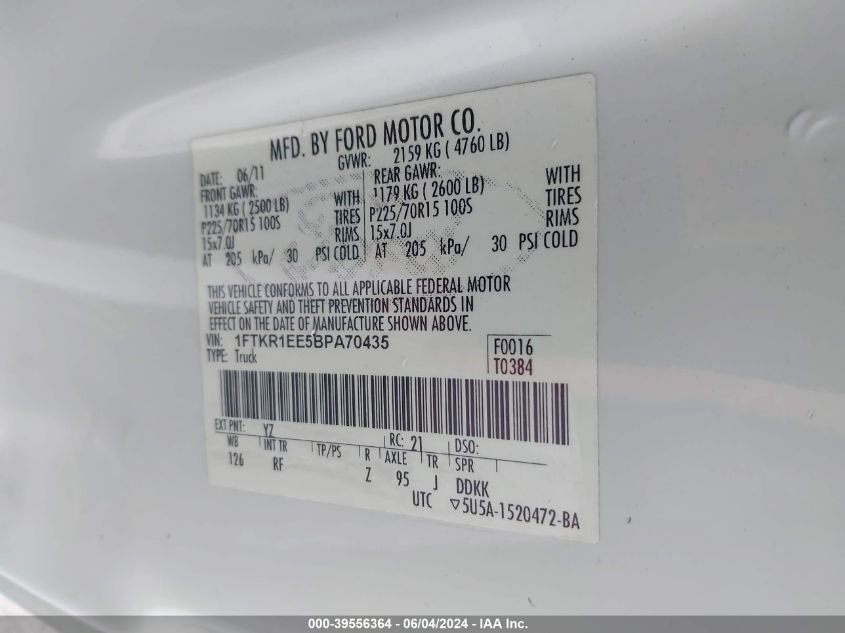 MFD. BY FORD MOTOR CO.
DATE: 06/11 GVWR: 2159 KG ( 4760 LB)
FRONT GAWR: REAR GAWR:
1134 KG ( 2500 LB) WITH 1179 KG ( 2600 LB) WITH
P225/70R15 100S TIRES P225/70R15 100S TIRES
15x7.0J RIMS 15x7.0J RIMS
AT 205 kPa/ 30 PSI COLD AT 205 kPa/ 30 PSI COLD
THIS VEHICLE CONFORMS TO ALL APPLICABLE FEDERAL MOTOR
VEHICLE SAFETY AND THEFT PREVENTION STANDARDS IN
EFFECT ON THE DATE OF MANUFACTURE SHOWN ABOVE.
VIN: 1FTKR1EE5BPA70435 F0016
TYPE: Truck T0384
EXT PNT: YZ RC: 21 DSO:
WB INT TR TP/PS R AXLE TR SPR
126 RF Z 95 J DDKK
UTC ▽5U5A-1520472-BA
000-39556364 - 06/04/2024 - IAA Inc.